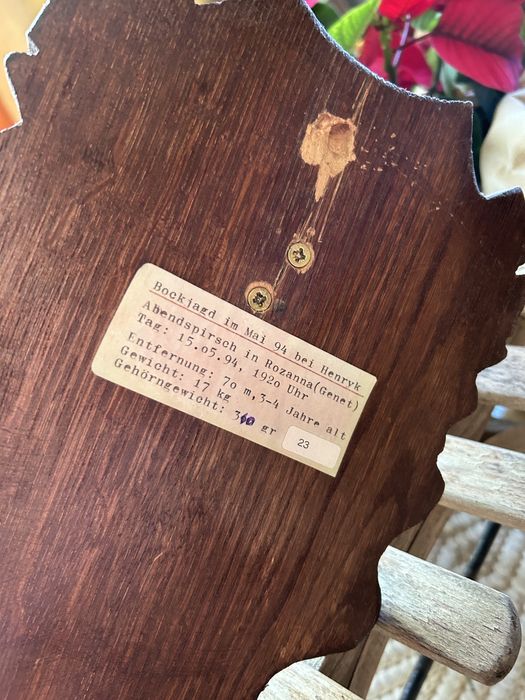 Bockjagd im Mai 94 bei Henryk
Abendspirsch in Rozanna(Genet)
Tag: 15.05.94, 1920 Uhr
Entfernung: 70 m,3-4 Jahre alt
Gewicht: 17 kg
Gehörngewicht: gr
23